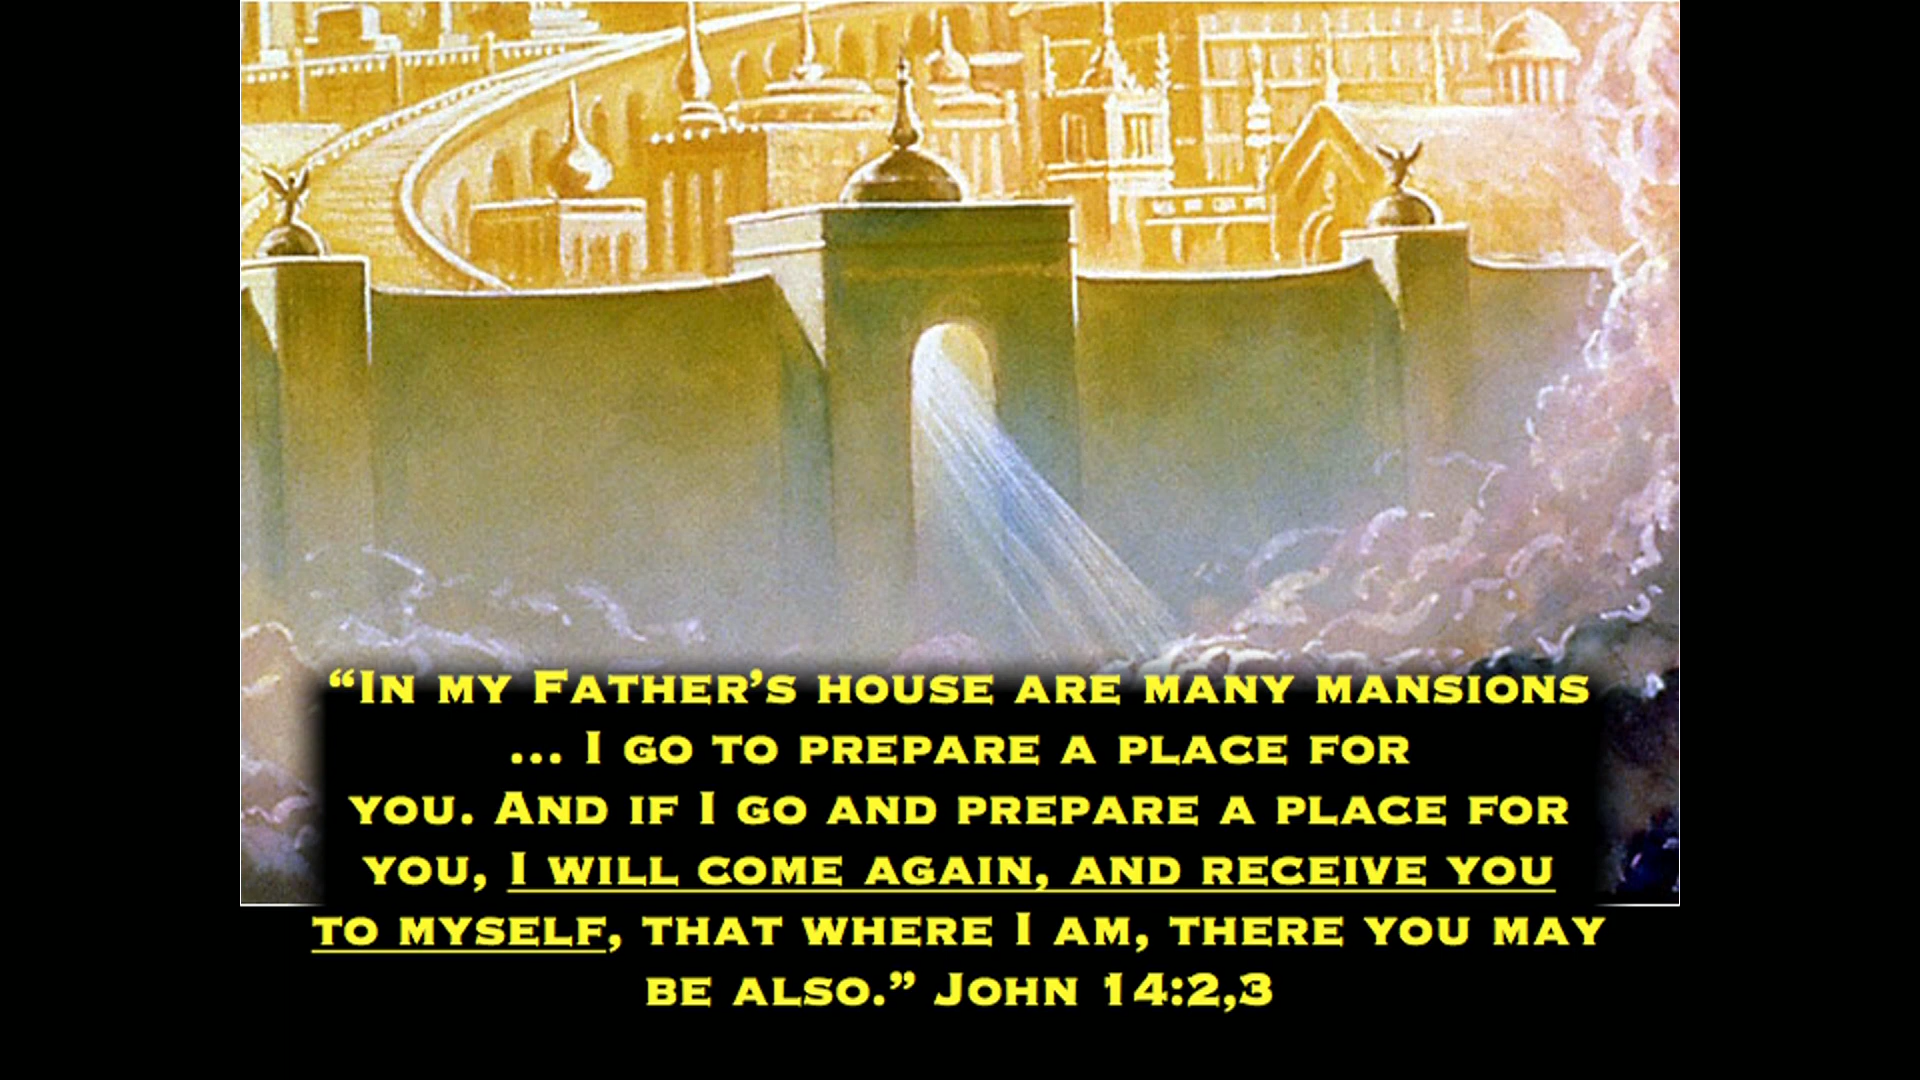 “In my Father’s house are many mansions
... I go to prepare a place for
you. And if I go and prepare a place for
you, I will come again, and receive you
to myself, that where I am, there you may
be also.” John 14:2,3